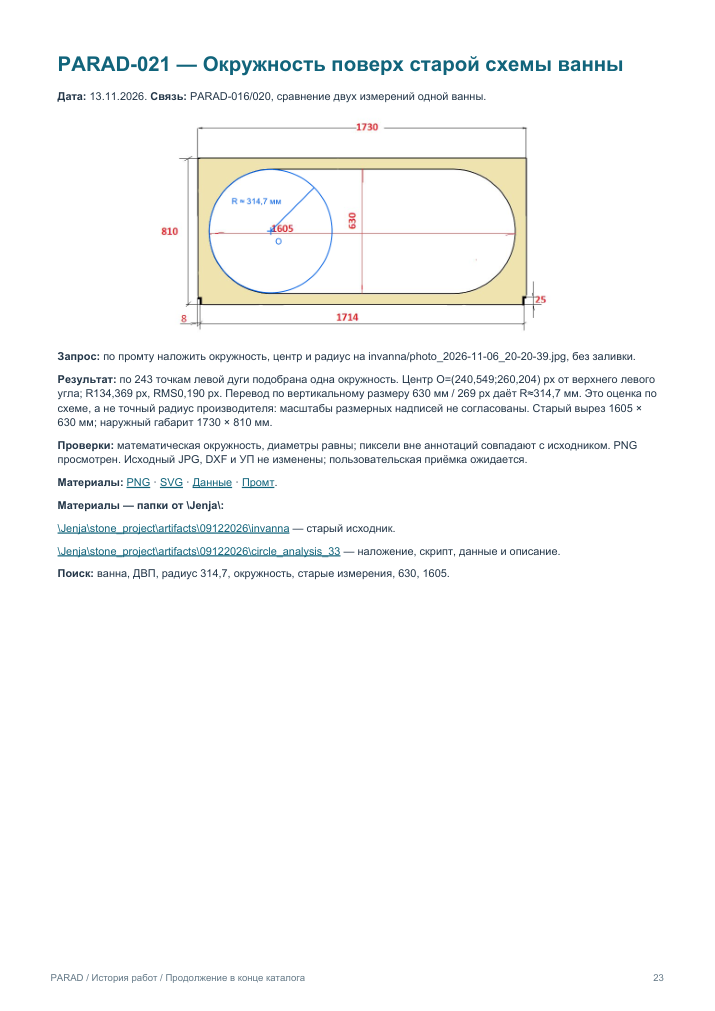 PARAD-021 — Окружность поверх старой схемы ванны
Дата: 13.11.2026. Связь: PARAD-016/020, сравнение двух измерений одной ванны.
1730
R ≈ 314,7 мм
810
1605
630
O
25
8
1714
Запрос: по промту наложить окружность, центр и радиус на invanna/photo_2026-11-06_20-20-39.jpg, без заливки.
Результат: по 243 точкам левой дуги подобрана одна окружность. Центр O=(240,549;260,204) px от верхнего левого
угла; R134,369 px, RMS0,190 px. Перевод по вертикальному размеру 630 мм / 269 px даёт R≈314,7 мм. Это оценка по
схеме, а не точный радиус производителя: масштабы размерных надписей не согласованы. Старый вырез 1605 ×
630 мм; наружный габарит 1730 × 810 мм.
Проверки: математическая окружность, диаметры равны; пиксели вне аннотаций совпадают с исходником. PNG
просмотрен. Исходный JPG, DXF и УП не изменены; пользовательская приёмка ожидается.
Материалы: PNG · SVG · Данные · Промт.
Материалы — папки от \Jenja\:
\Jenja\stone_project\artifacts\09122026\invanna — старый исходник.
\Jenja\stone_project\artifacts\09122026\circle_analysis_33 — наложение, скрипт, данные и описание.
Поиск: ванна, ДВП, радиус 314,7, окружность, старые измерения, 630, 1605.
PARAD / История работ / Продолжение в конце каталога
23